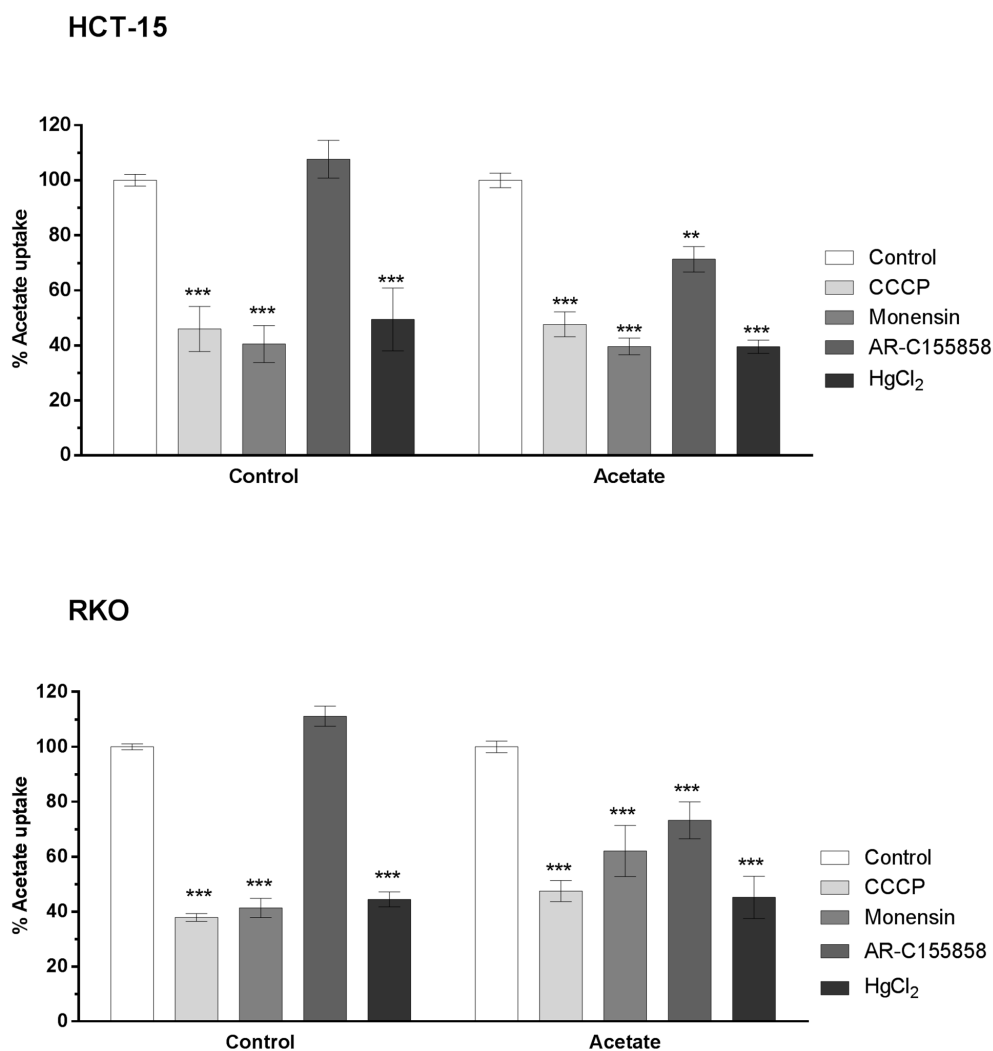 HCT-15
% Acetate uptake
120
100
80
60
40
20
0
***
***
***
***
***
**
***
Control
Acetate
Control
CCCP
Monensin
AR-C155858
HgCl₂
RKO
% Acetate uptake
120
100
80
60
40
20
0
***
***
***
***
***
***
***
Control
Acetate
Control
CCCP
Monensin
AR-C155858
HgCl₂